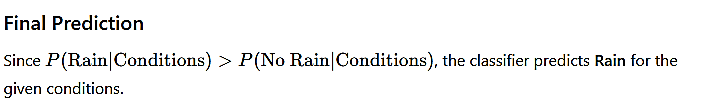 Final Prediction
Since P(Rain|Conditions) > P(No Rain|Conditions), the classifier predicts Rain for the
given conditions.